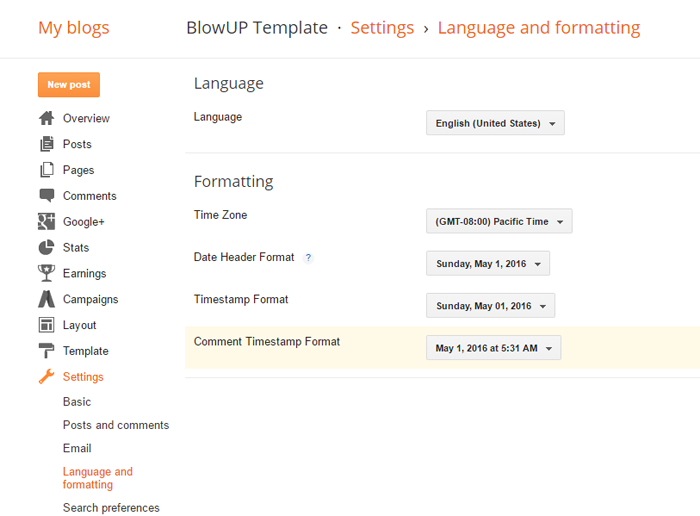 My blogs
BlowUP Template · Settings › Language and formatting
New post
Overview
Posts
Pages
Comments
Google+
Stats
Earnings
Campaigns
Layout
Template
Settings
Basic
Posts and comments
Email
Language and
formatting
Search preferences
Language
Language English (United States)
Formatting
Time Zone (GMT-08:00) Pacific Time
Date Header Format ? Sunday, May 1, 2016
Timestamp Format Sunday, May 01, 2016
Comment Timestamp Format May 1, 2016 at 5:31 AM